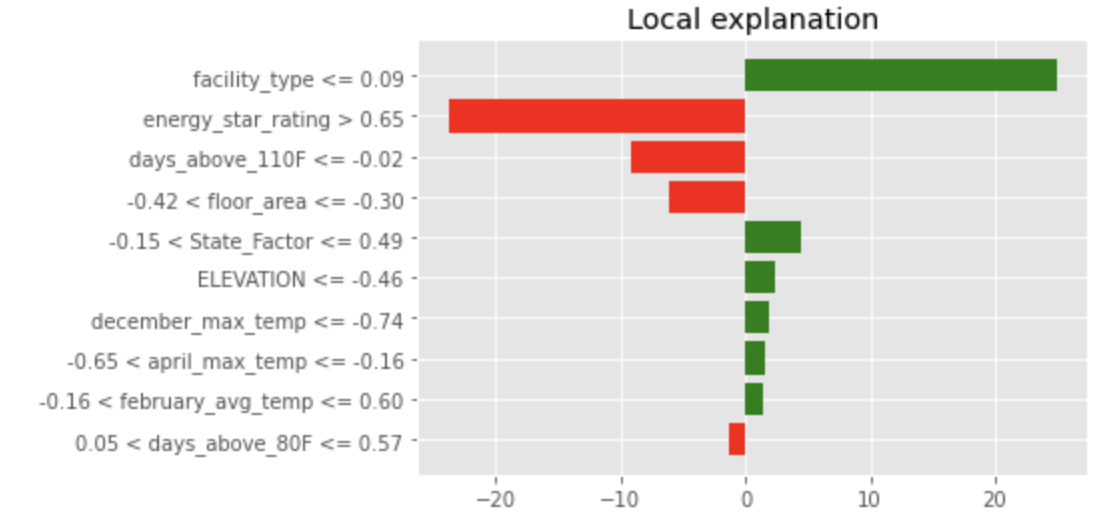 Local explanation
facility_type <= 0.09
energy_star_rating > 0.65
days_above_110F <= -0.02
-0.42 < floor_area <= -0.30
-0.15 < State_Factor <= 0.49
ELEVATION <= -0.46
december_max_temp <= -0.74
-0.65 < april_max_temp <= -0.16
-0.16 < february_avg_temp <= 0.60
0.05 < days_above_80F <= 0.57
−20 −10 0 10 20